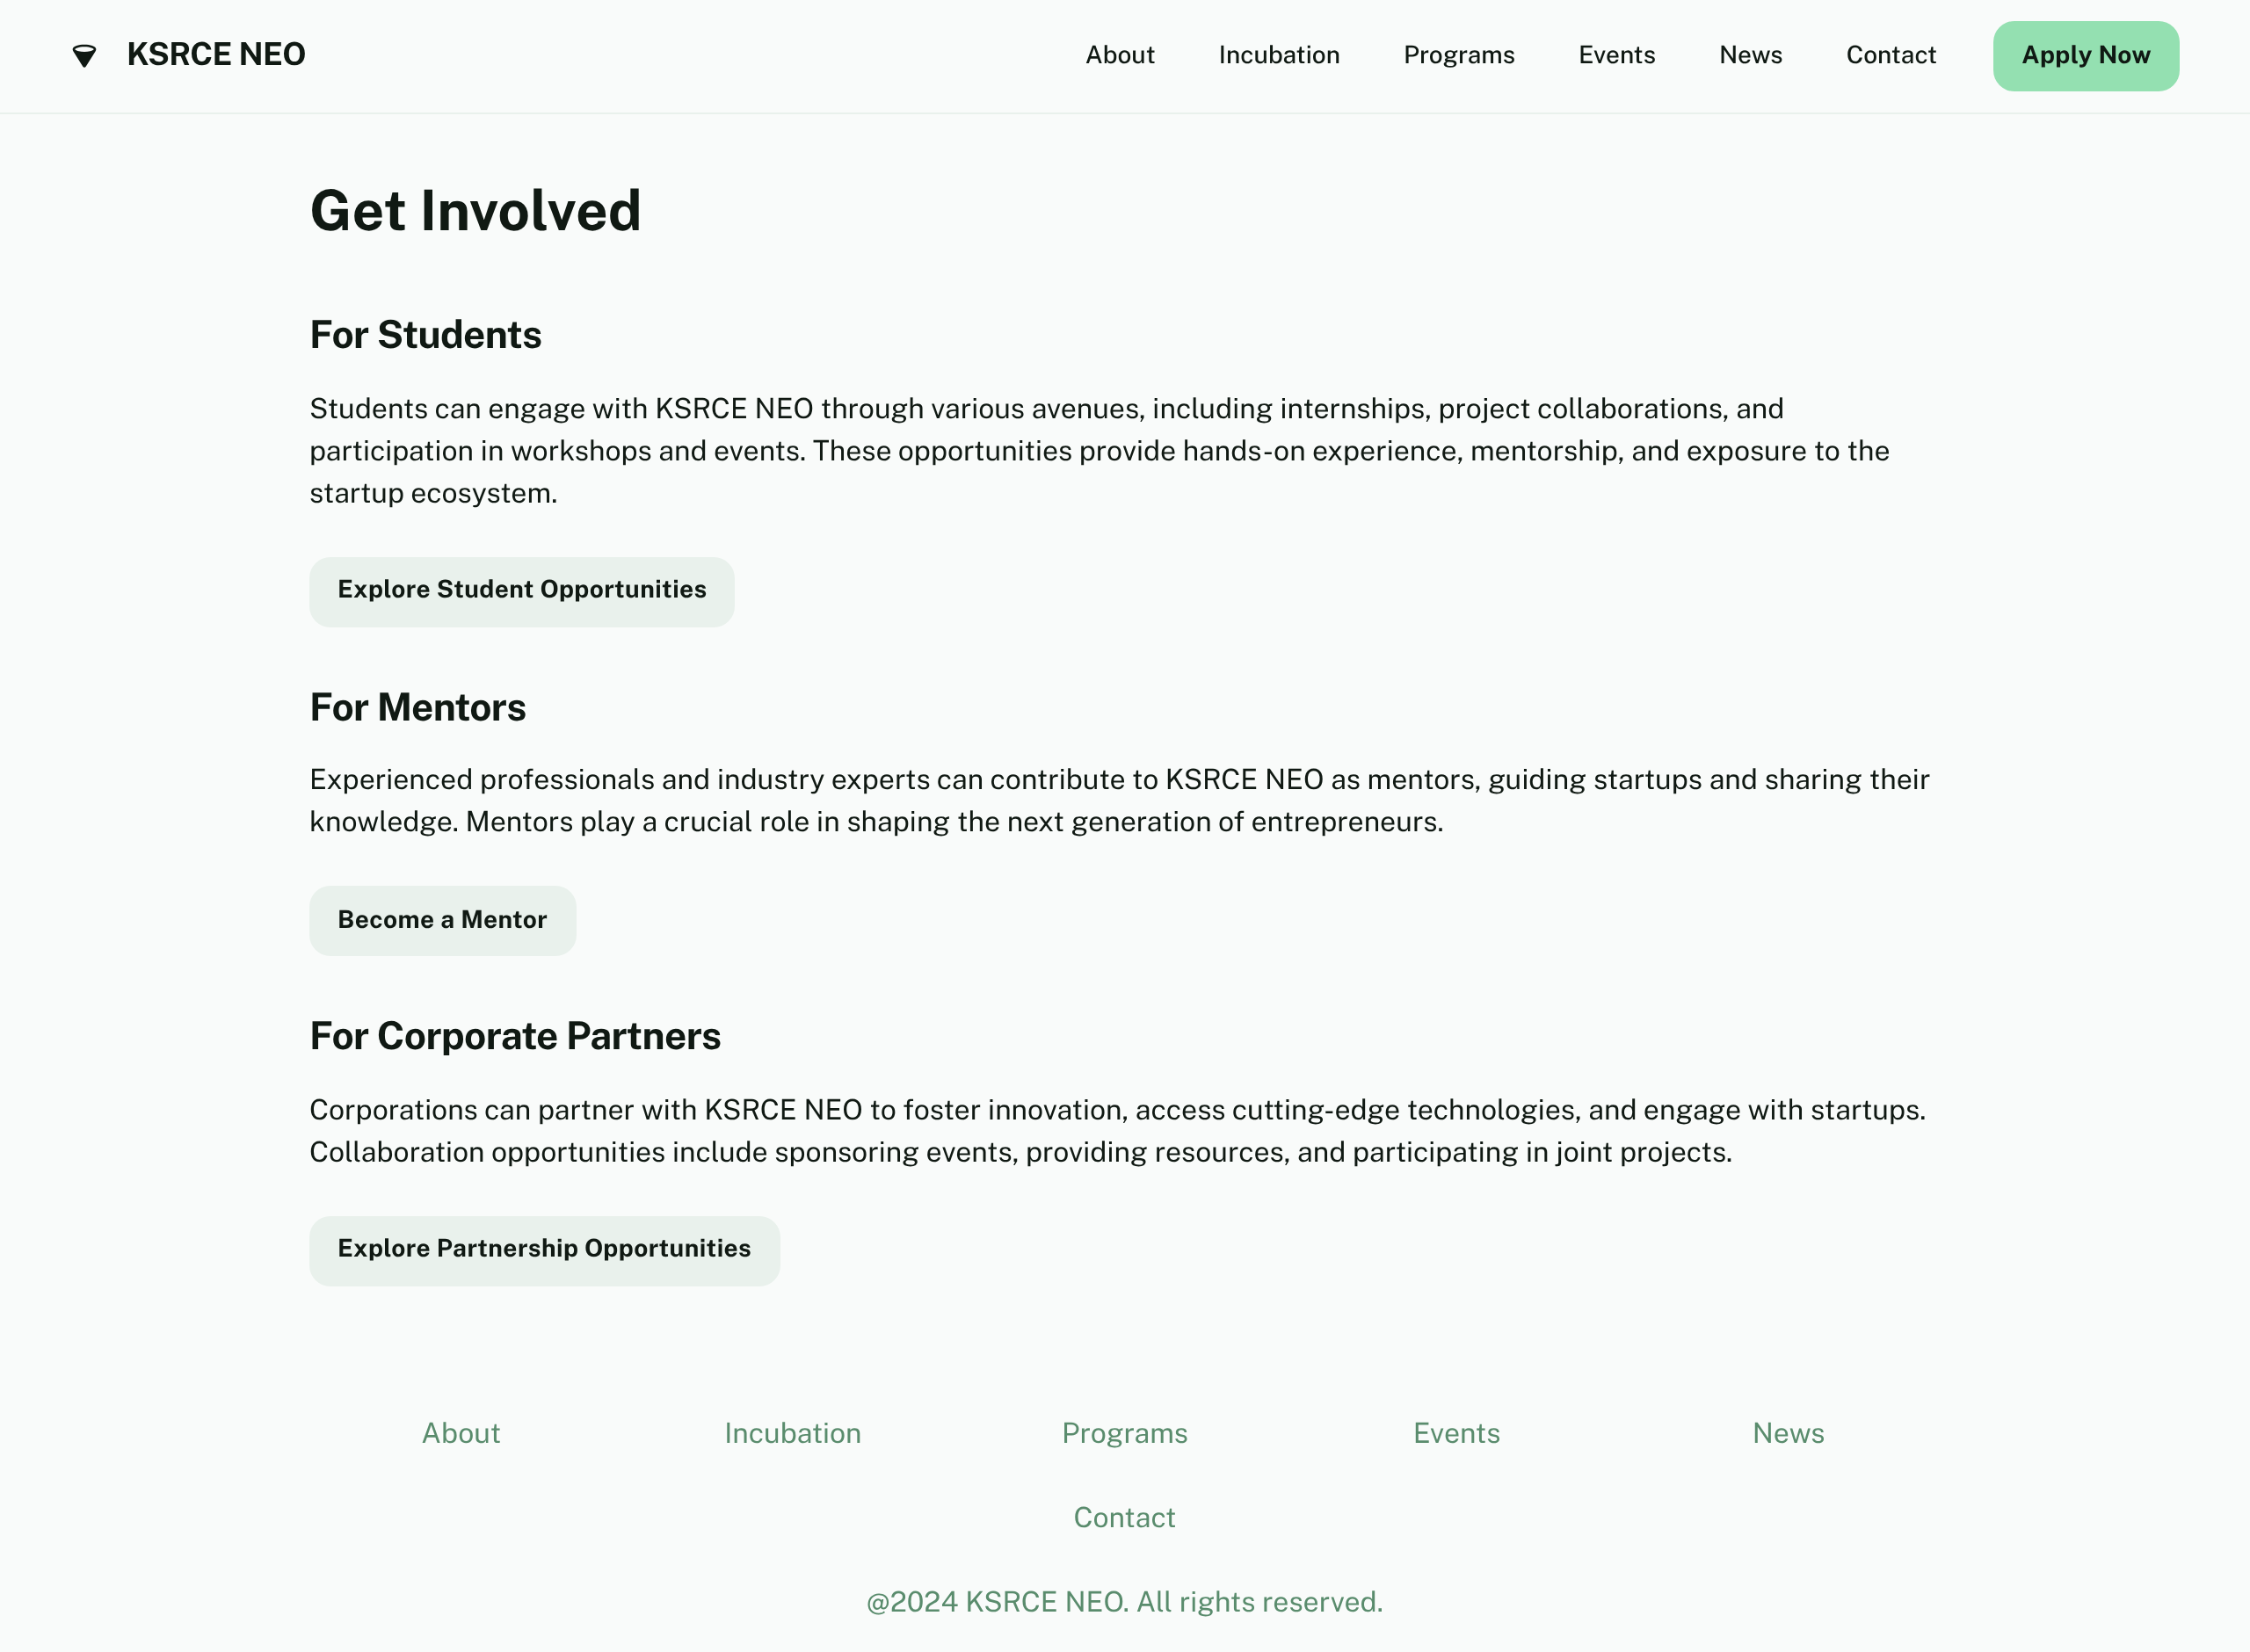 KSRCE NEO
About Incubation Programs Events News Contact Apply Now
Get Involved
For Students
Students can engage with KSRCE NEO through various avenues, including internships, project collaborations, and
participation in workshops and events. These opportunities provide hands-on experience, mentorship, and exposure to the
startup ecosystem.
Explore Student Opportunities
For Mentors
Experienced professionals and industry experts can contribute to KSRCE NEO as mentors, guiding startups and sharing their
knowledge. Mentors play a crucial role in shaping the next generation of entrepreneurs.
Become a Mentor
For Corporate Partners
Corporations can partner with KSRCE NEO to foster innovation, access cutting-edge technologies, and engage with startups.
Collaboration opportunities include sponsoring events, providing resources, and participating in joint projects.
Explore Partnership Opportunities
About Incubation Programs Events News
Contact
@2024 KSRCE NEO. All rights reserved.